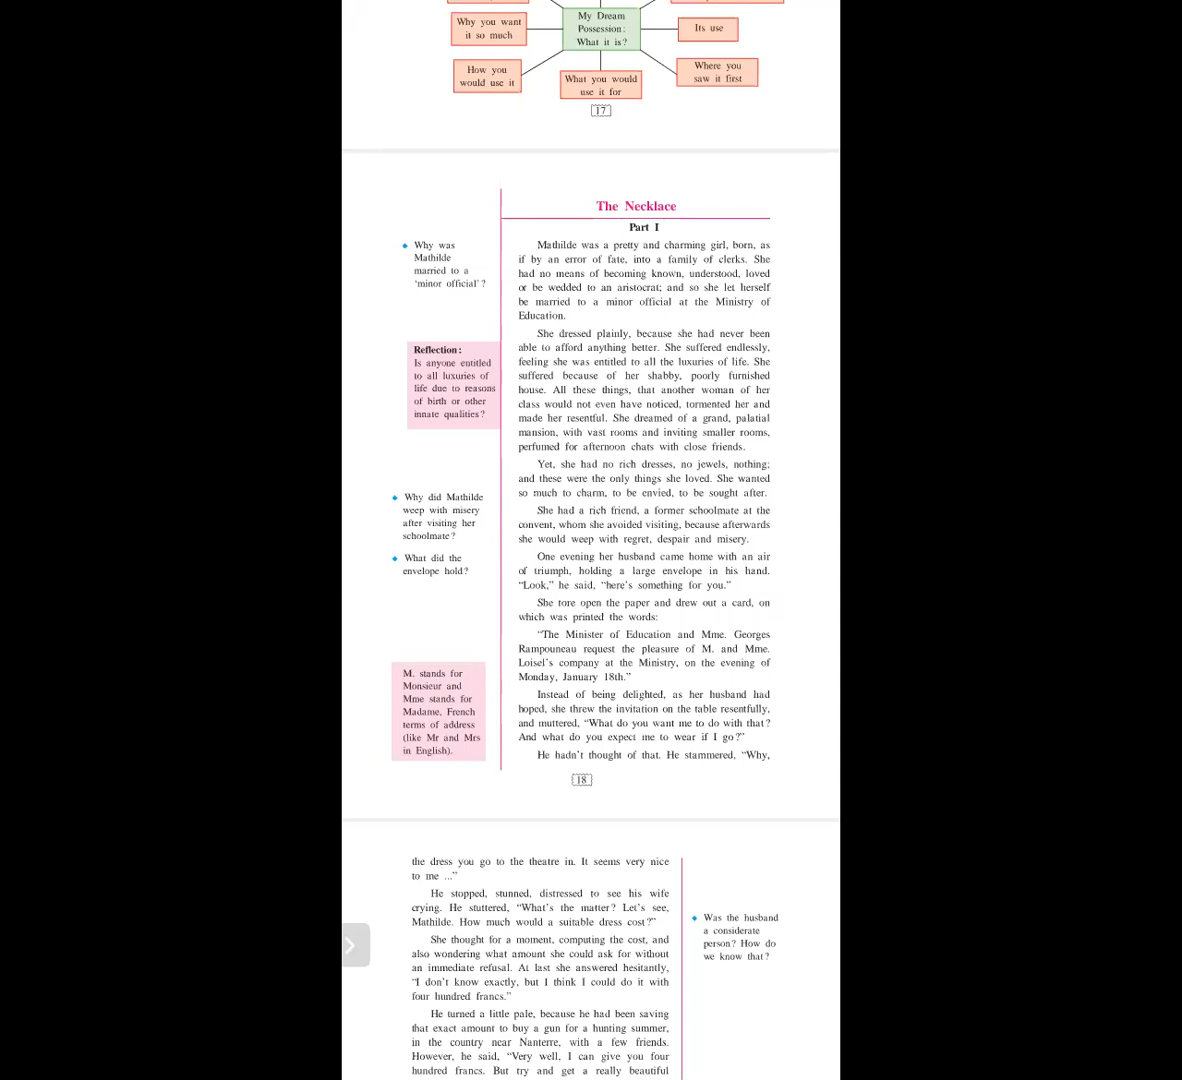 Why you want
it so much
My Dream
Possession:
What it is?
Its use
How you
would use it
What you would
use it for
Where you
saw it first
17
The Necklace
Part I
Why was
Mathilde
married to a
‘minor official’?
Mathilde was a pretty and charming girl, born, as
if by an error of fate, into a family of clerks. She
had no means of becoming known, understood, loved
or be wedded to an aristocrat; and so she let herself
be married to a minor official at the Ministry of
Education.
Reflection:
Is anyone entitled
to all luxuries of
life due to reasons
of birth or other
innate qualities?
She dressed plainly, because she had never been
able to afford anything better. She suffered endlessly,
feeling she was entitled to all the luxuries of life. She
suffered because of her shabby, poorly furnished
house. All these things, that another woman of her
class would not even have noticed, tormented her and
made her resentful. She dreamed of a grand, palatial
mansion, with vast rooms and inviting smaller rooms,
perfumed for afternoon chats with close friends.
Yet, she had no rich dresses, no jewels, nothing;
and these were the only things she loved. She wanted
so much to charm, to be envied, to be sought after.
Why did Mathilde
weep with misery
after visiting her
schoolmate?
She had a rich friend, a former schoolmate at the
convent, whom she avoided visiting, because afterwards
she would weep with regret, despair and misery.
What did the
envelope hold?
One evening her husband came home with an air
of triumph, holding a large envelope in his hand.
“Look,” he said, “here’s something for you.”
She tore open the paper and drew out a card, on
which was printed the words:
“The Minister of Education and Mme. Georges
Rampouneau request the pleasure of M. and Mme.
Loisel’s company at the Ministry, on the evening of
Monday, January 18th.”
M. stands for
Monsieur and
Mme stands for
Madame, French
terms of address
(like Mr and Mrs
in English).
Instead of being delighted, as her husband had
hoped, she threw the invitation on the table resentfully,
and muttered, “What do you want me to do with that?
And what do you expect me to wear if I go?”
He hadn’t thought of that. He stammered, “Why,
18
the dress you go to the theatre in. It seems very nice
to me ...”
He stopped, stunned, distressed to see his wife
crying. He stuttered, “What’s the matter? Let’s see,
Mathilde. How much would a suitable dress cost?”
Was the husband
a considerate
person? How do
we know that?
She thought for a moment, computing the cost, and
also wondering what amount she could ask for without
an immediate refusal. At last she answered hesitantly,
“I don’t know exactly, but I think I could do it with
four hundred francs.”
He turned a little pale, because he had been saving
that exact amount to buy a gun for a hunting summer,
in the country near Nanterre, with a few friends.
However, he said, “Very well, I can give you four
hundred francs. But try and get a really beautiful